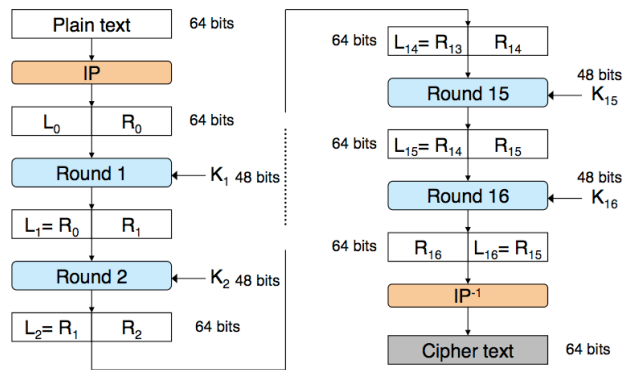 Plain text 64 bits
IP
L₀ R₀ 64 bits
Round 1 K₁ 48 bits
L₁= R₀ R₁
Round 2 K₂ 48 bits
L₂= R₁ R₂ 64 bits
64 bits L₁₄= R₁₃ R₁₄
48 bits
Round 15 K₁₅
64 bits L₁₅= R₁₄ R₁₅
48 bits
Round 16 K₁₆
64 bits R₁₆ L₁₆= R₁₅
IP⁻¹
Cipher text 64 bits